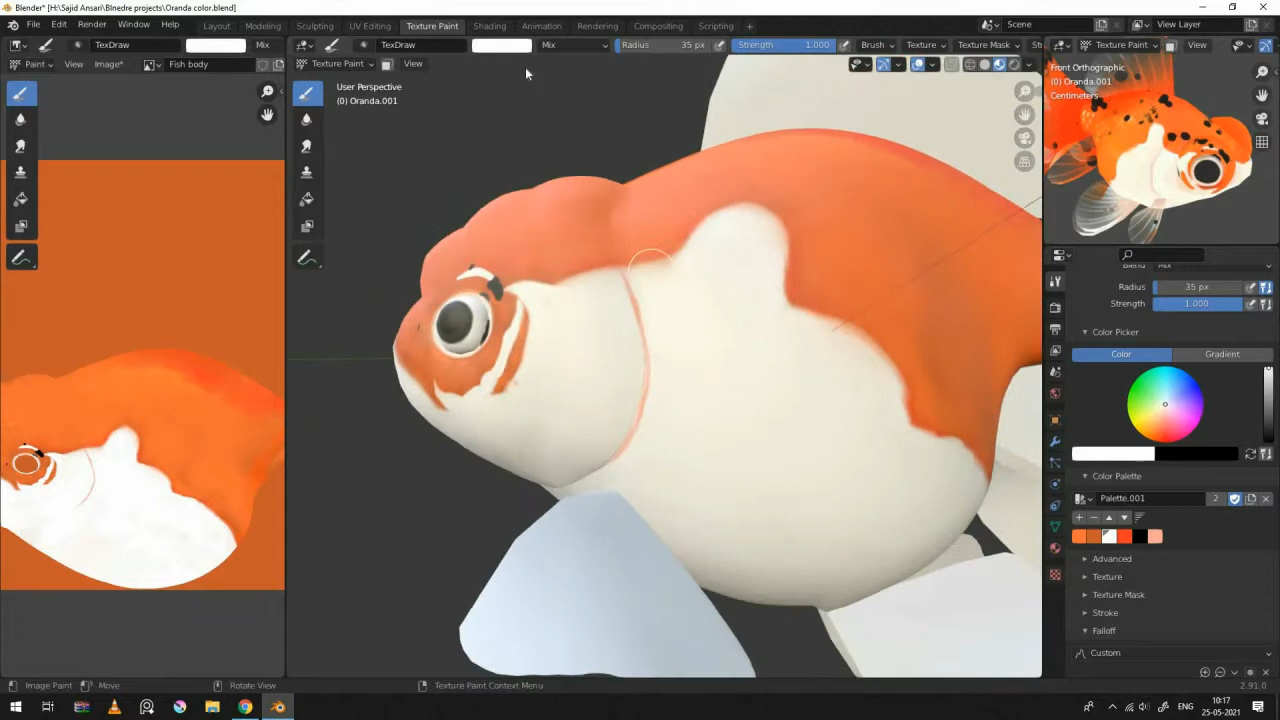 Blender* [H:\Sajid Ansari\Blnedre projects\Oranda color.blend]
File Edit Render Window Help
Layout Modeling Sculpting UV Editing Texture Paint Shading Animation Rendering Compositing Scripting
Scene View Layer
TexDraw Mix
TexDraw Mix Radius 35 px Strength 1.000 Brush Texture Texture Mask
Texture Paint View
Paint View Image* Fish body
Texture Paint View
User Perspective
(0) Oranda.001
Front Orthographic
(0) Oranda.001
Centimeters
Blend Mix
Radius 35 px
Strength 1.000
Color Picker
Color Gradient
Color Palette
Palette.001 2
Advanced
Texture
Texture Mask
Stroke
Falloff
Custom
Image Paint Move Rotate View Texture Paint Context Menu 2.91.0
ENG 10:17
25-05-2021